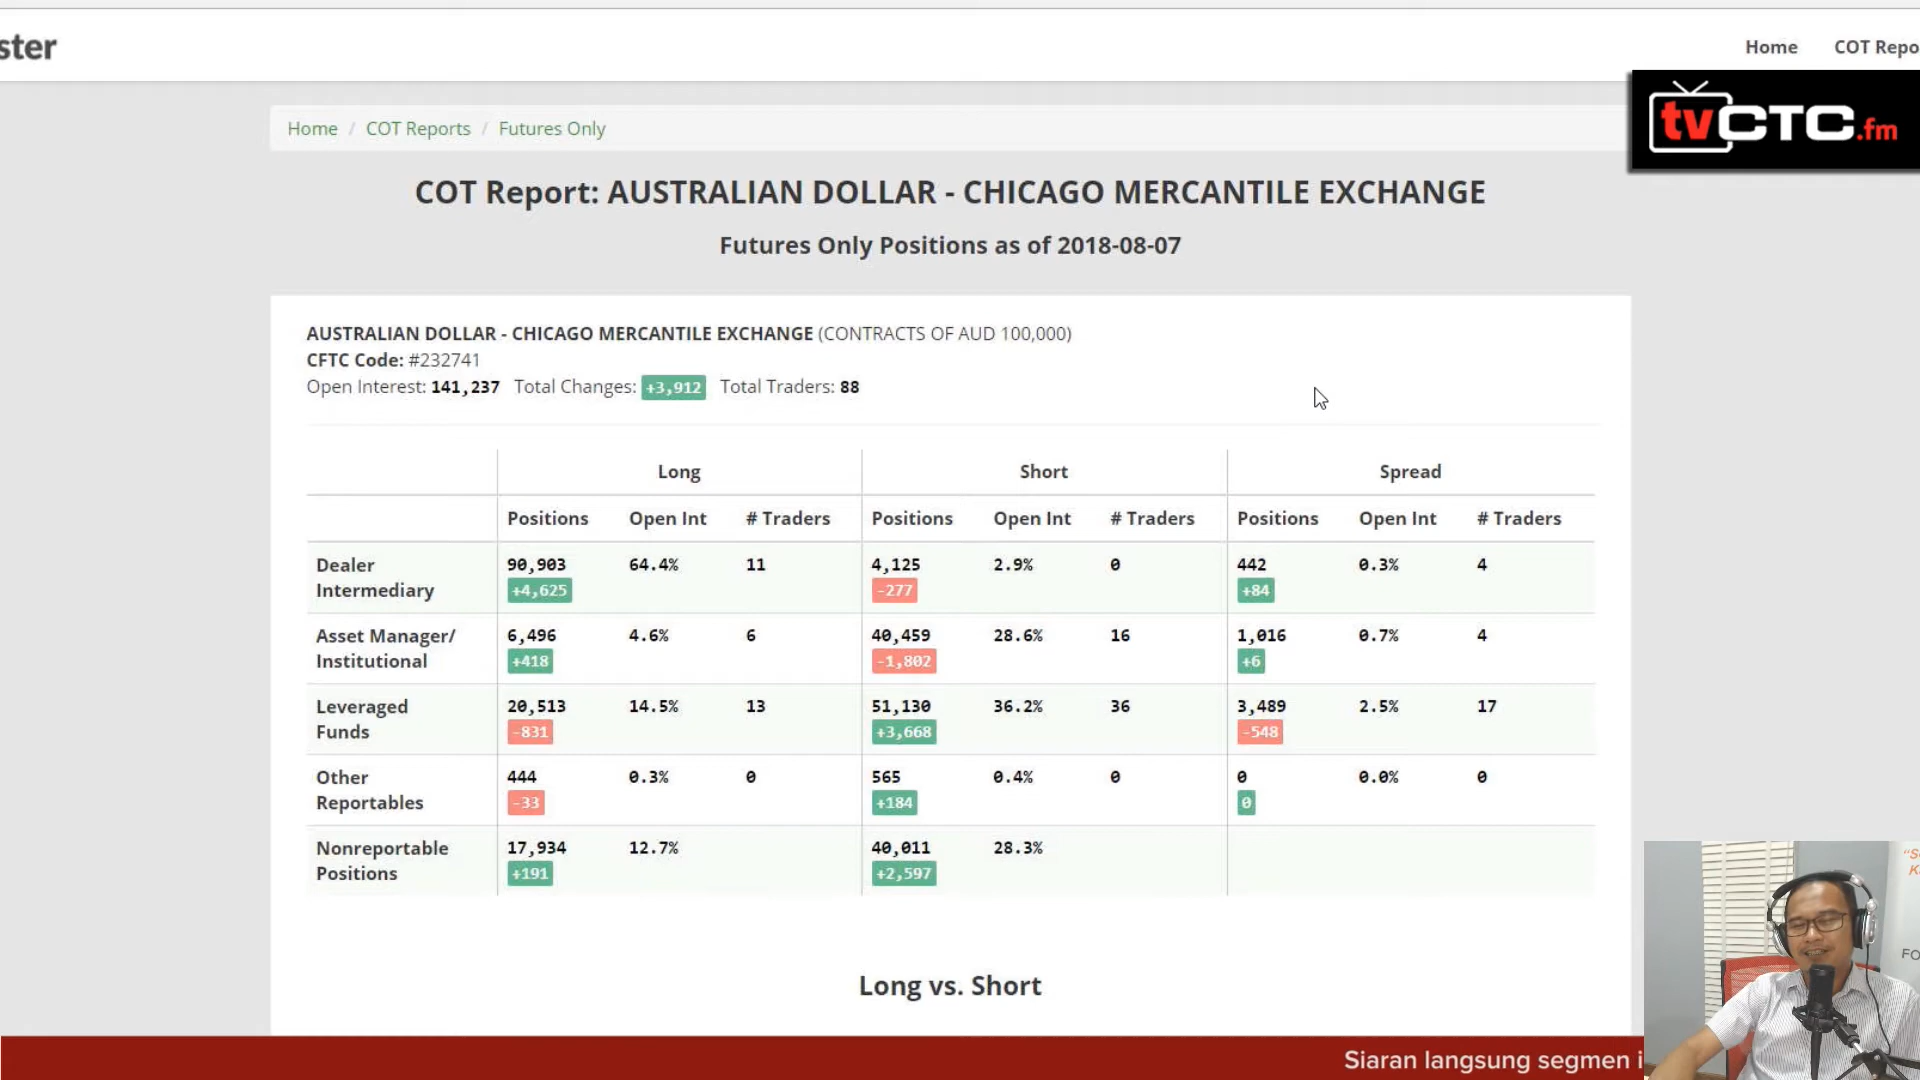 ster
Home COT Repo
tvCTC.fm
Home / COT Reports / Futures Only
COT Report: AUSTRALIAN DOLLAR - CHICAGO MERCANTILE EXCHANGE
Futures Only Positions as of 2018-08-07
AUSTRALIAN DOLLAR - CHICAGO MERCANTILE EXCHANGE (CONTRACTS OF AUD 100,000)
CFTC Code: #232741
Open Interest: 141,237 Total Changes: +3,912 Total Traders: 88
Long Short Spread
Positions Open Int # Traders Positions Open Int # Traders Positions Open Int # Traders
Dealer 90,903 64.4% 11 4,125 2.9% 0 442 0.3% 4
Intermediary +4,625 -277 +84
Asset Manager/ 6,496 4.6% 6 40,459 28.6% 16 1,016 0.7% 4
Institutional +418 -1,802 +6
Leveraged 20,513 14.5% 13 51,130 36.2% 36 3,489 2.5% 17
Funds -831 +3,668 -548
Other 444 0.3% 0 565 0.4% 0 0 0.0% 0
Reportables -33 +184 0
Nonreportable 17,934 12.7% 40,011 28.3%
Positions +191 +2,597
Long vs. Short
"S
K
FO
Siaran langsung segmen i